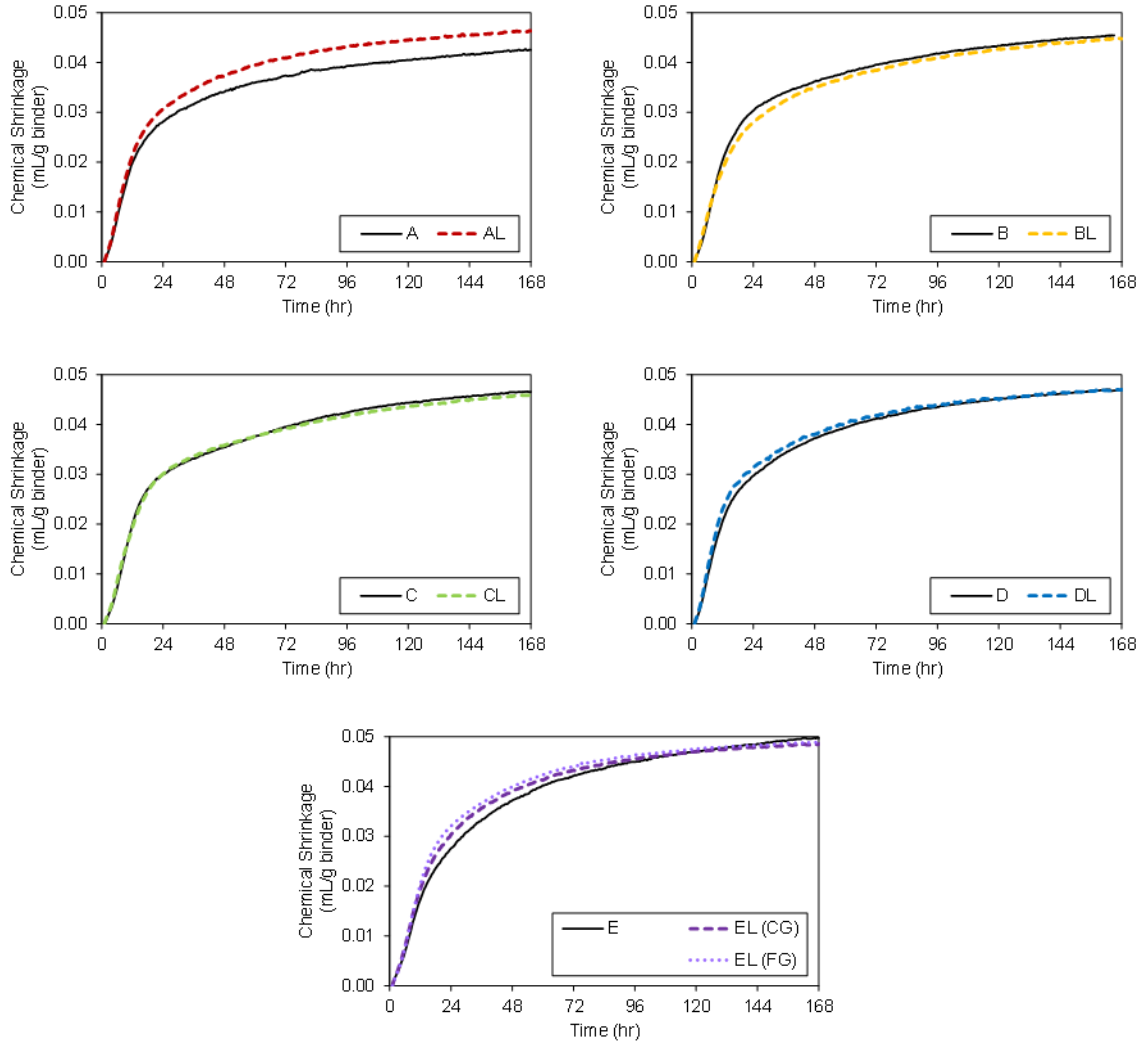 Chemical Shrinkage
(mL/g binder)
0.05
0.04
0.03
0.02
0.01
0.00
A AL
0 24 48 72 96 120 144 168
Time (hr)
Chemical Shrinkage
(mL/g binder)
0.05
0.04
0.03
0.02
0.01
0.00
B BL
0 24 48 72 96 120 144 168
Time (hr)
Chemical Shrinkage
(mL/g binder)
0.05
0.04
0.03
0.02
0.01
0.00
C CL
0 24 48 72 96 120 144 168
Time (hr)
Chemical Shrinkage
(mL/g binder)
0.05
0.04
0.03
0.02
0.01
0.00
D DL
0 24 48 72 96 120 144 168
Time (hr)
Chemical Shrinkage
(mL/g binder)
0.05
0.04
0.03
0.02
0.01
0.00
E EL (CG)
EL (FG)
0 24 48 72 96 120 144 168
Time (hr)